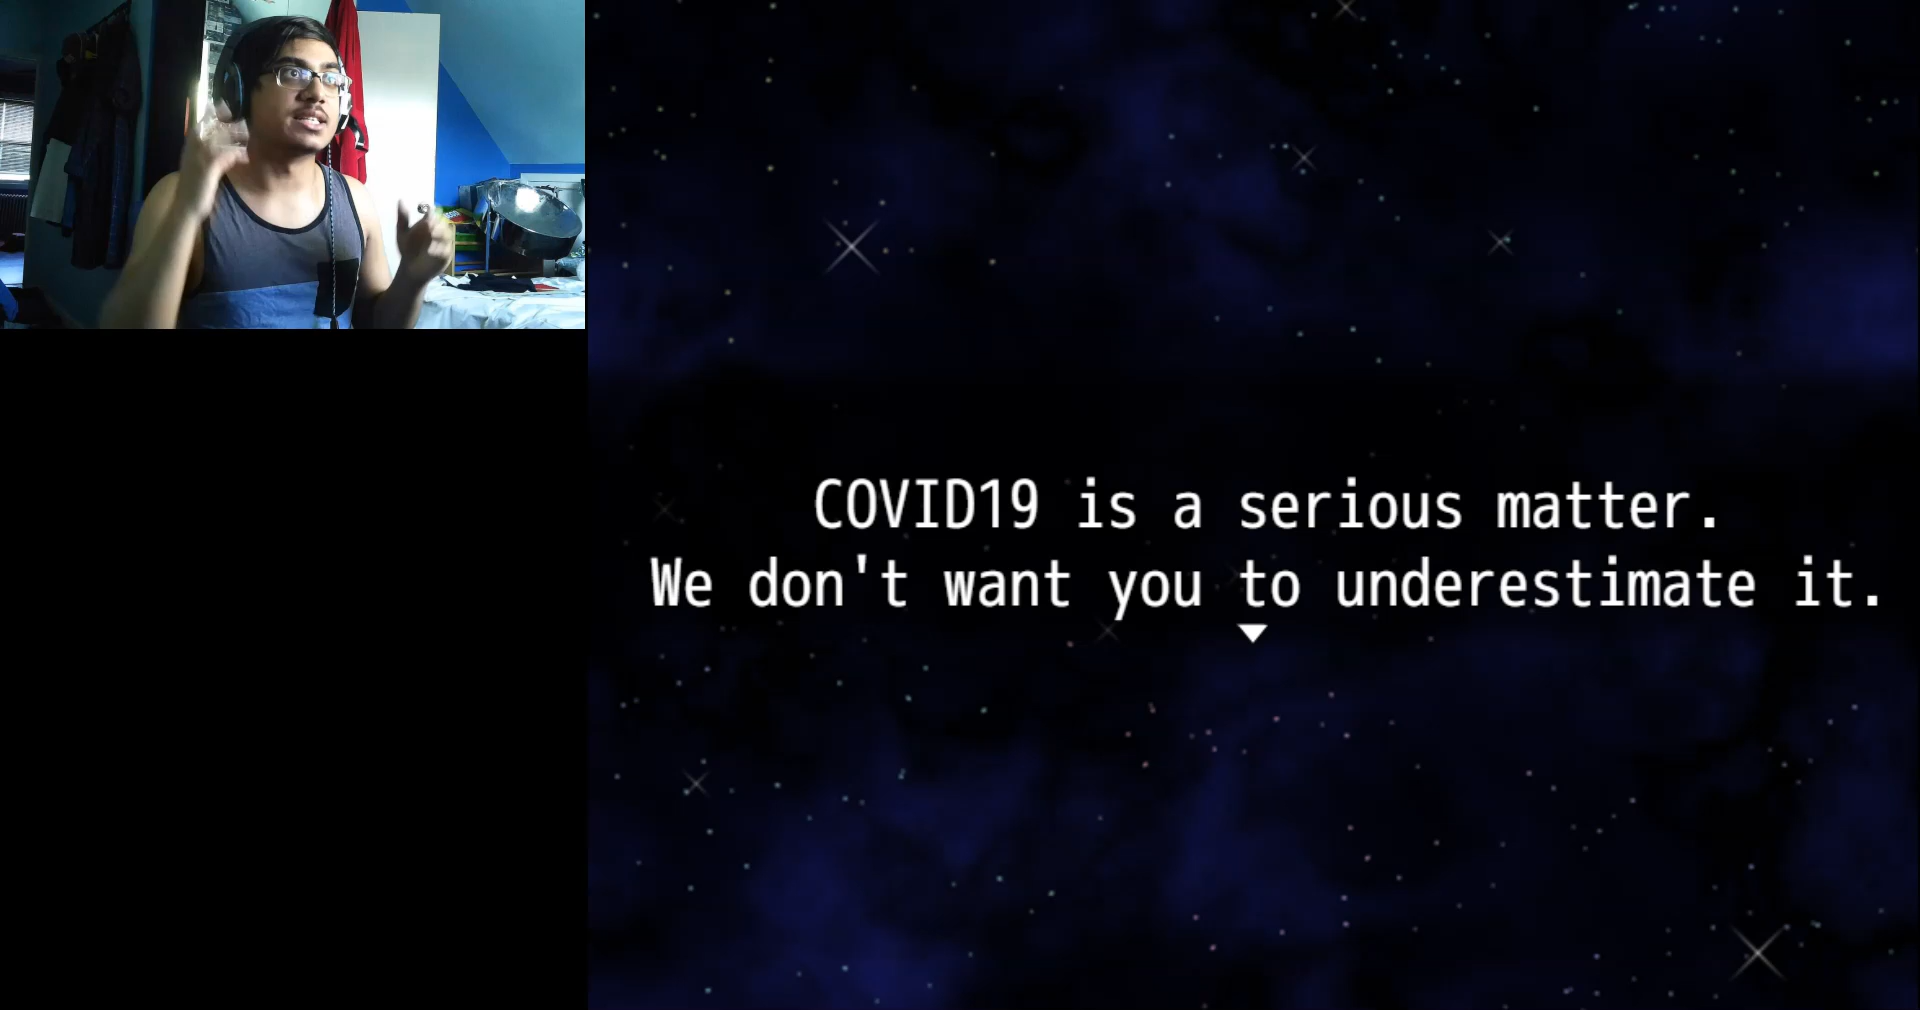 COVID19 is a serious matter.
We don't want you to underestimate it.